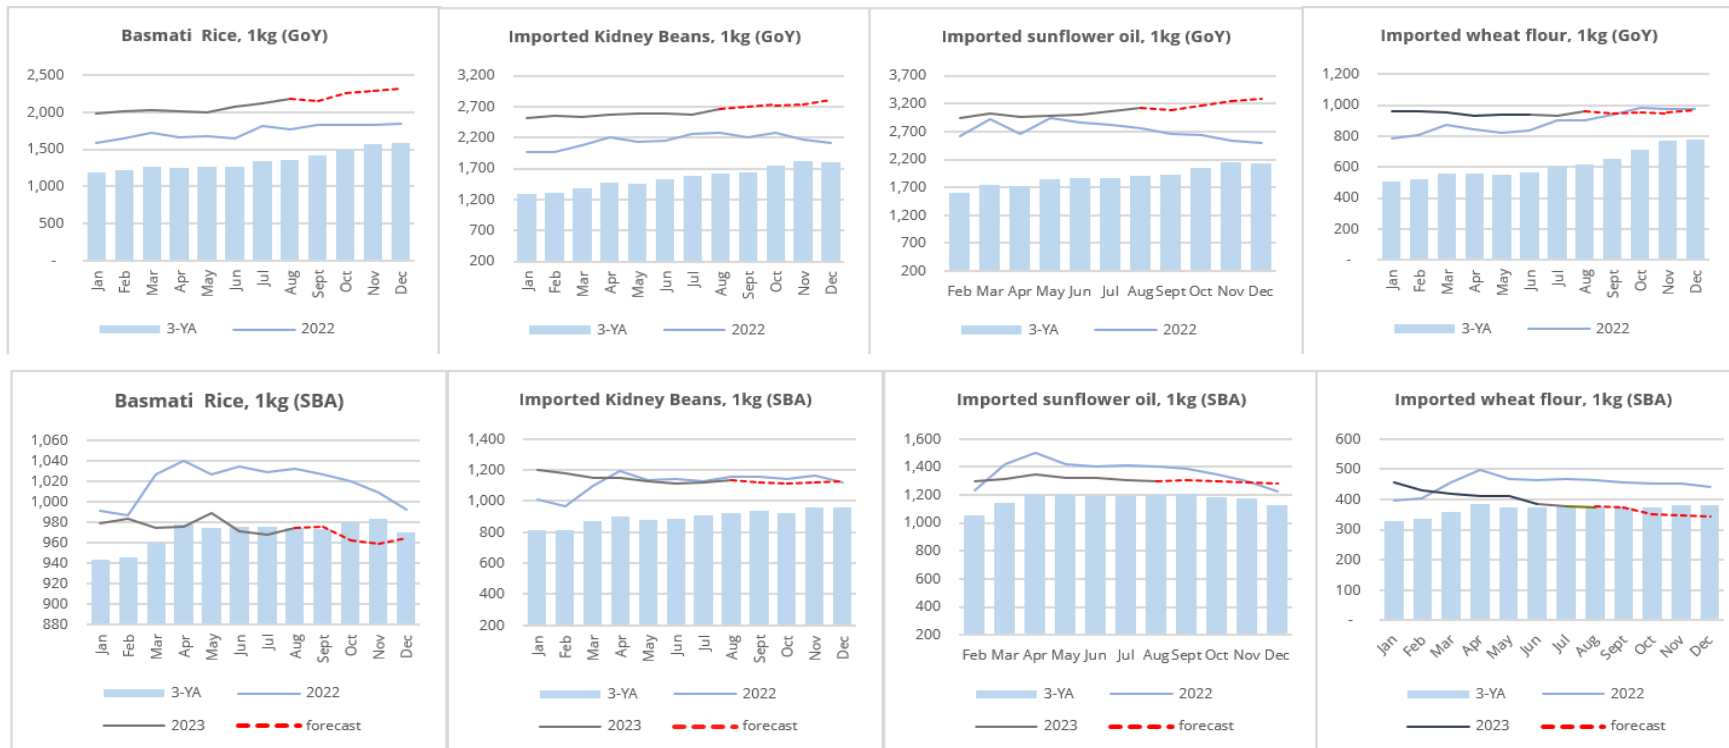 Basmati  Rice, 1kg (GoY)
2,500
2,000
1,500
1,000
500
-
Jan Feb Mar Apr May Jun Jul Aug Sept Oct Nov Dec
3-YA 2022
Imported Kidney Beans, 1kg (GoY)
3,200
2,700
2,200
1,700
1,200
700
200
Jan Feb Mar Apr May Jun Jul Aug Sept Oct Nov Dec
3-YA 2022
Imported sunflower oil, 1kg (GoY)
3,700
3,200
2,700
2,200
1,700
1,200
700
200
Feb Mar Apr May Jun Jul Aug Sept Oct Nov Dec
3-YA 2022
Imported wheat flour, 1kg (GoY)
1,200
1,000
800
600
400
200
-
Jan Feb Mar Apr May Jun Jul Aug Sept Oct Nov Dec
3-YA 2022
Basmati  Rice, 1kg (SBA)
1,060
1,040
1,020
1,000
980
960
940
920
900
880
Jan Feb Mar Apr May Jun Jul Aug Sept Oct Nov Dec
3-YA 2022
2023 forecast
Imported Kidney Beans, 1kg (SBA)
1,400
1,200
1,000
800
600
400
200
Jan Feb Mar Apr May Jun Jul Aug Sept Oct Nov Dec
3-YA 2022
2023 forecast
Imported sunflower oil, 1kg (SBA)
1,600
1,400
1,200
1,000
800
600
400
200
Feb Mar Apr May Jun Jul Aug Sept Oct Nov Dec
3-YA 2022
2023 forecast
Imported wheat flour, 1kg (SBA)
600
500
400
300
200
100
-
Jan Feb Mar Apr May Jun Jul Aug Sept Oct Nov Dec
3-YA 2022
2023 forecast